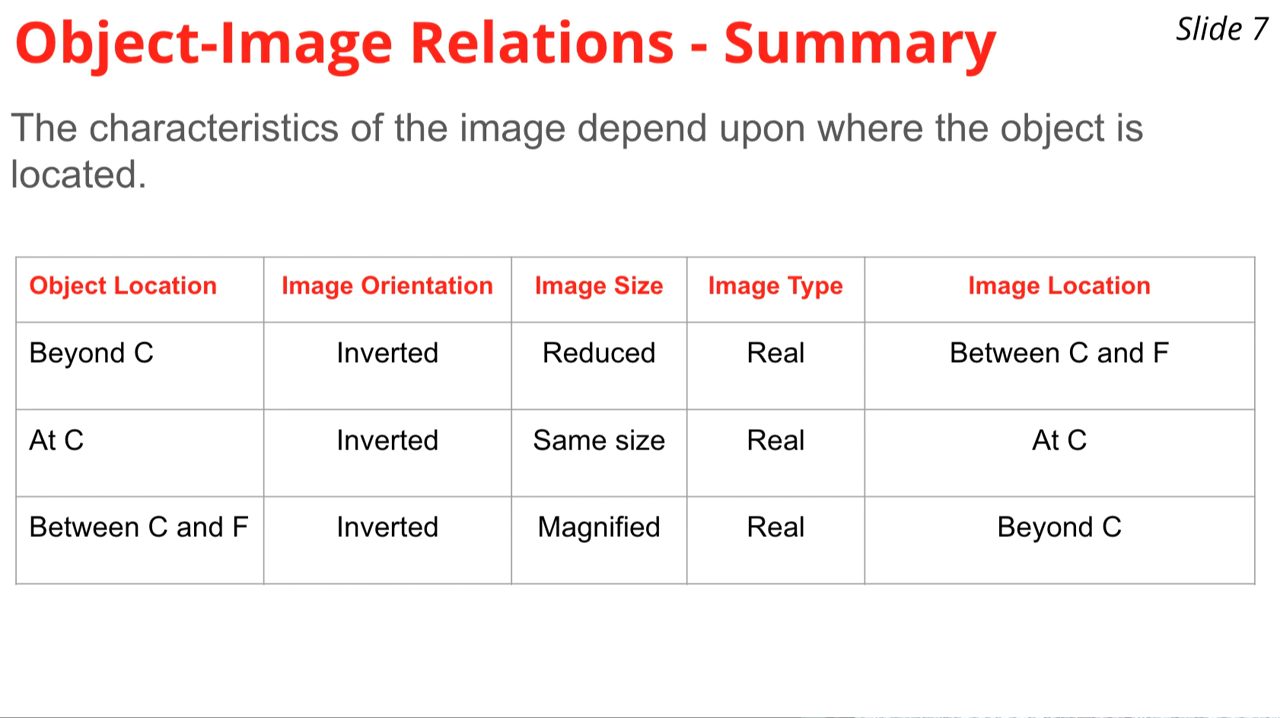 Object-Image Relations - Summary
Slide 7
The characteristics of the image depend upon where the object is
located.
Object Location Image Orientation Image Size Image Type Image Location
Beyond C Inverted Reduced Real Between C and F
At C Inverted Same size Real At C
Between C and F Inverted Magnified Real Beyond C